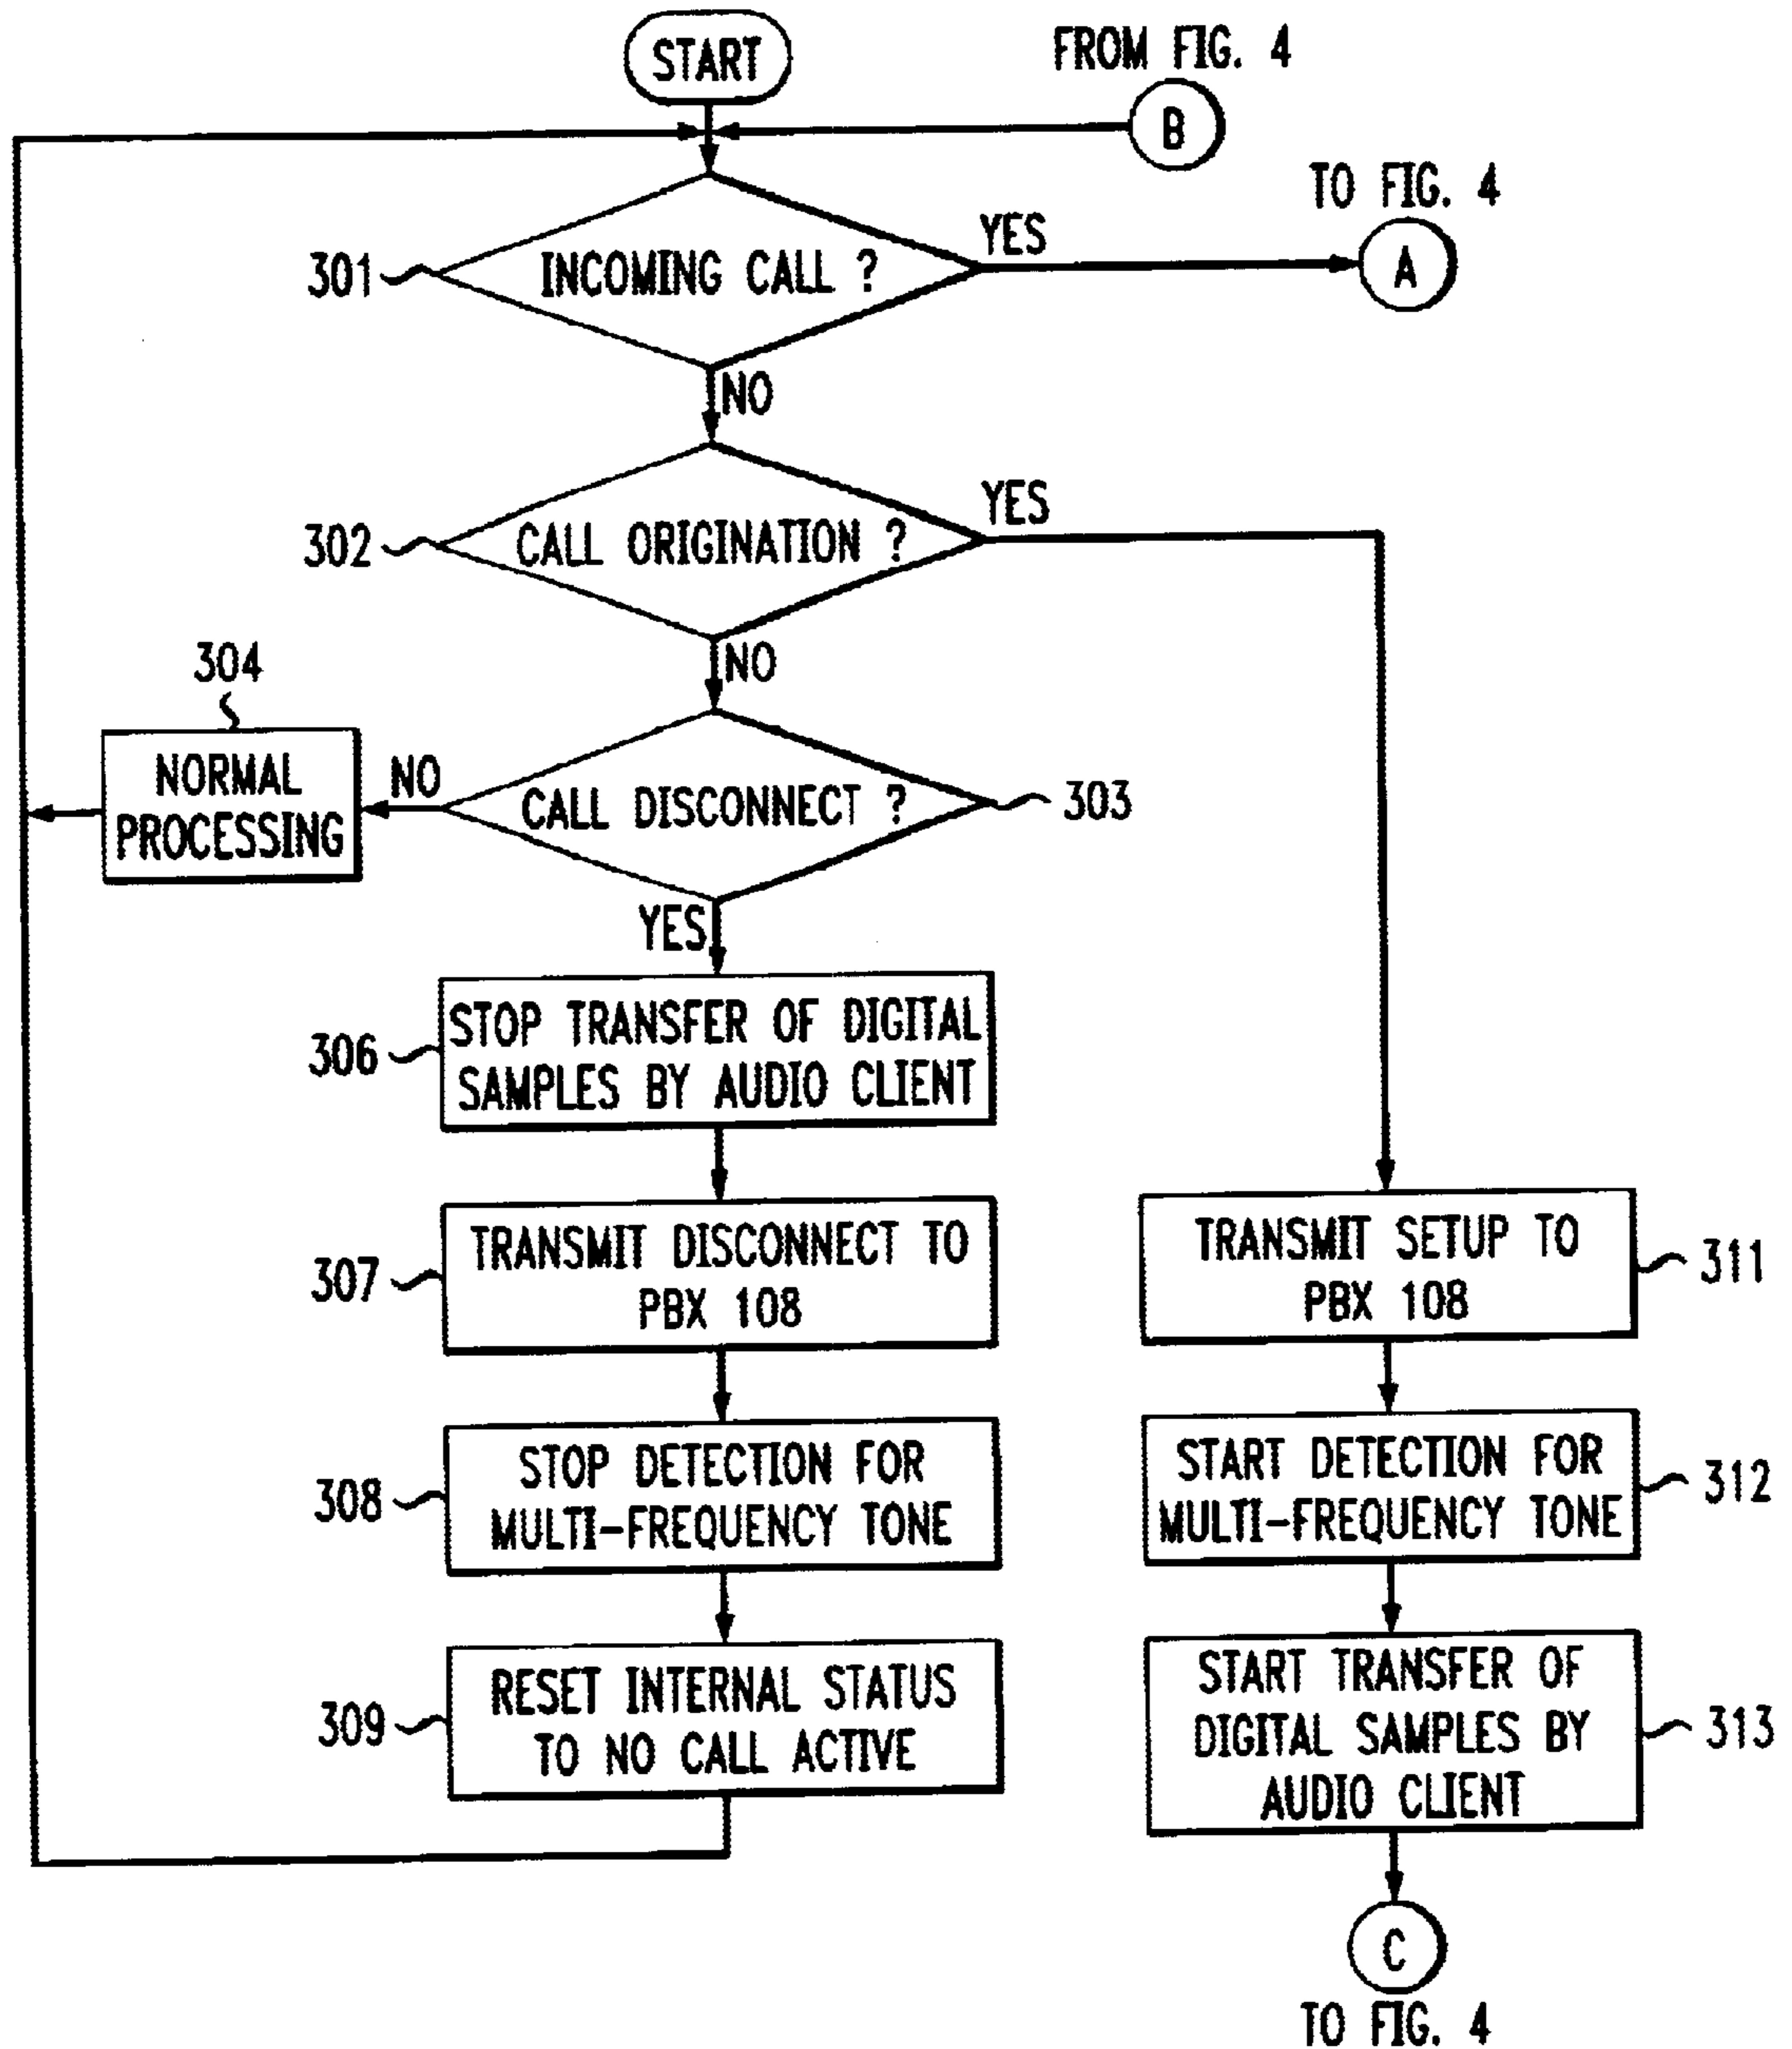 START
FROM FIG. 4
B
TO FIG. 4
A
301
INCOMING CALL ?
YES
NO
302
CALL ORIGINATION ?
YES
NO
304
NORMAL
PROCESSING
NO
CALL DISCONNECT ?
303
YES
306
STOP TRANSFER OF DIGITAL
SAMPLES BY AUDIO CLIENT
307
TRANSMIT DISCONNECT TO
PBX 108
308
STOP DETECTION FOR
MULTI-FREQUENCY TONE
309
RESET INTERNAL STATUS
TO NO CALL ACTIVE
TRANSMIT SETUP TO
PBX 108
311
START DETECTION FOR
MULTI-FREQUENCY TONE
312
START TRANSFER OF
DIGITAL SAMPLES BY
AUDIO CLIENT
313
C
TO FIG. 4